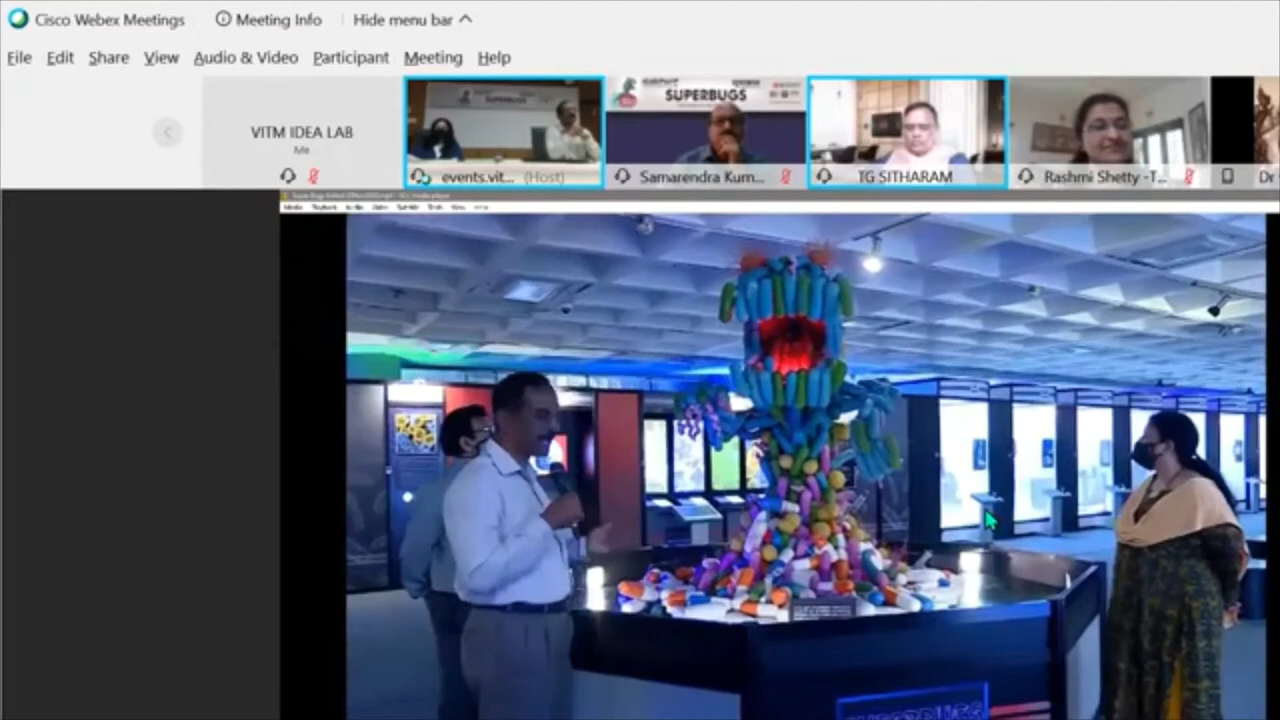 Cisco Webex Meetings
Meeting Info
Hide menu bar
File Edit Share View Audio & Video Participant Meeting Help
VITM IDEA LAB
Me
SUPERBUGS
events.vit... (Host)
SUPERBUGS
Samarendra Kum...
TG SITHARAM
Rashmi Shetty -T...
Dr
SUPERBUGS